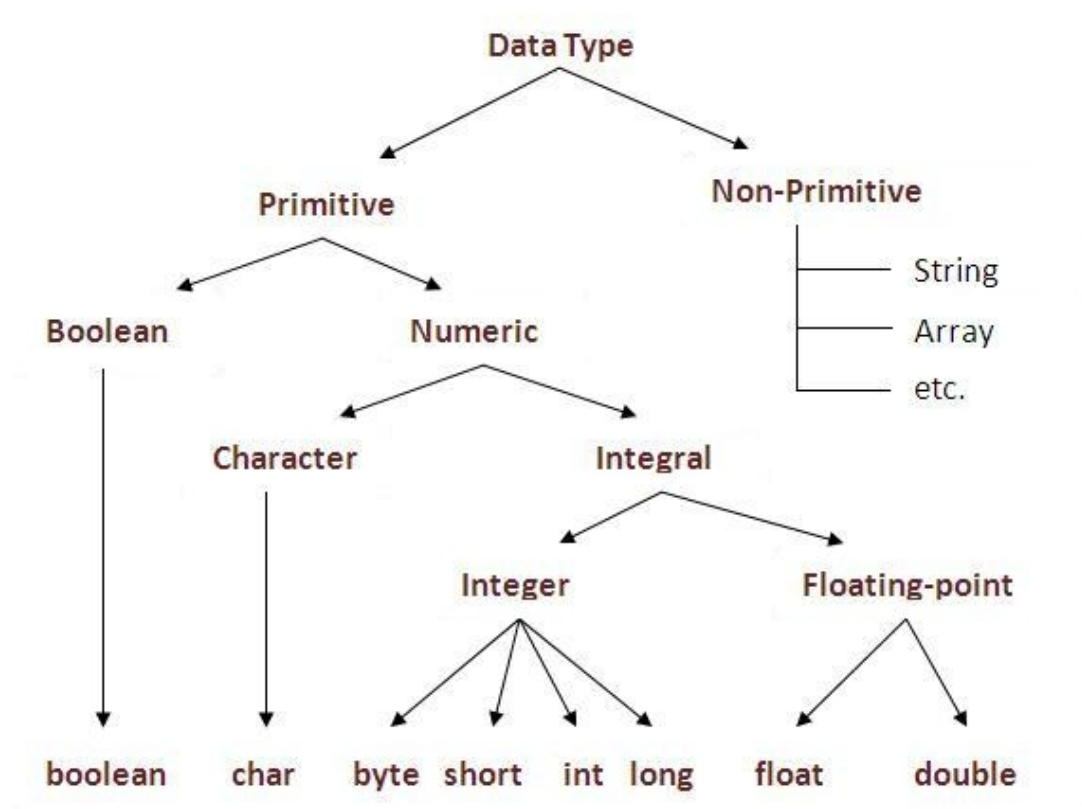 Data Type
Primitive
Non-Primitive
String
Boolean
Numeric
Array
etc.
Character
Integral
Integer
Floating-point
boolean
char
byte
short
int
long
float
double